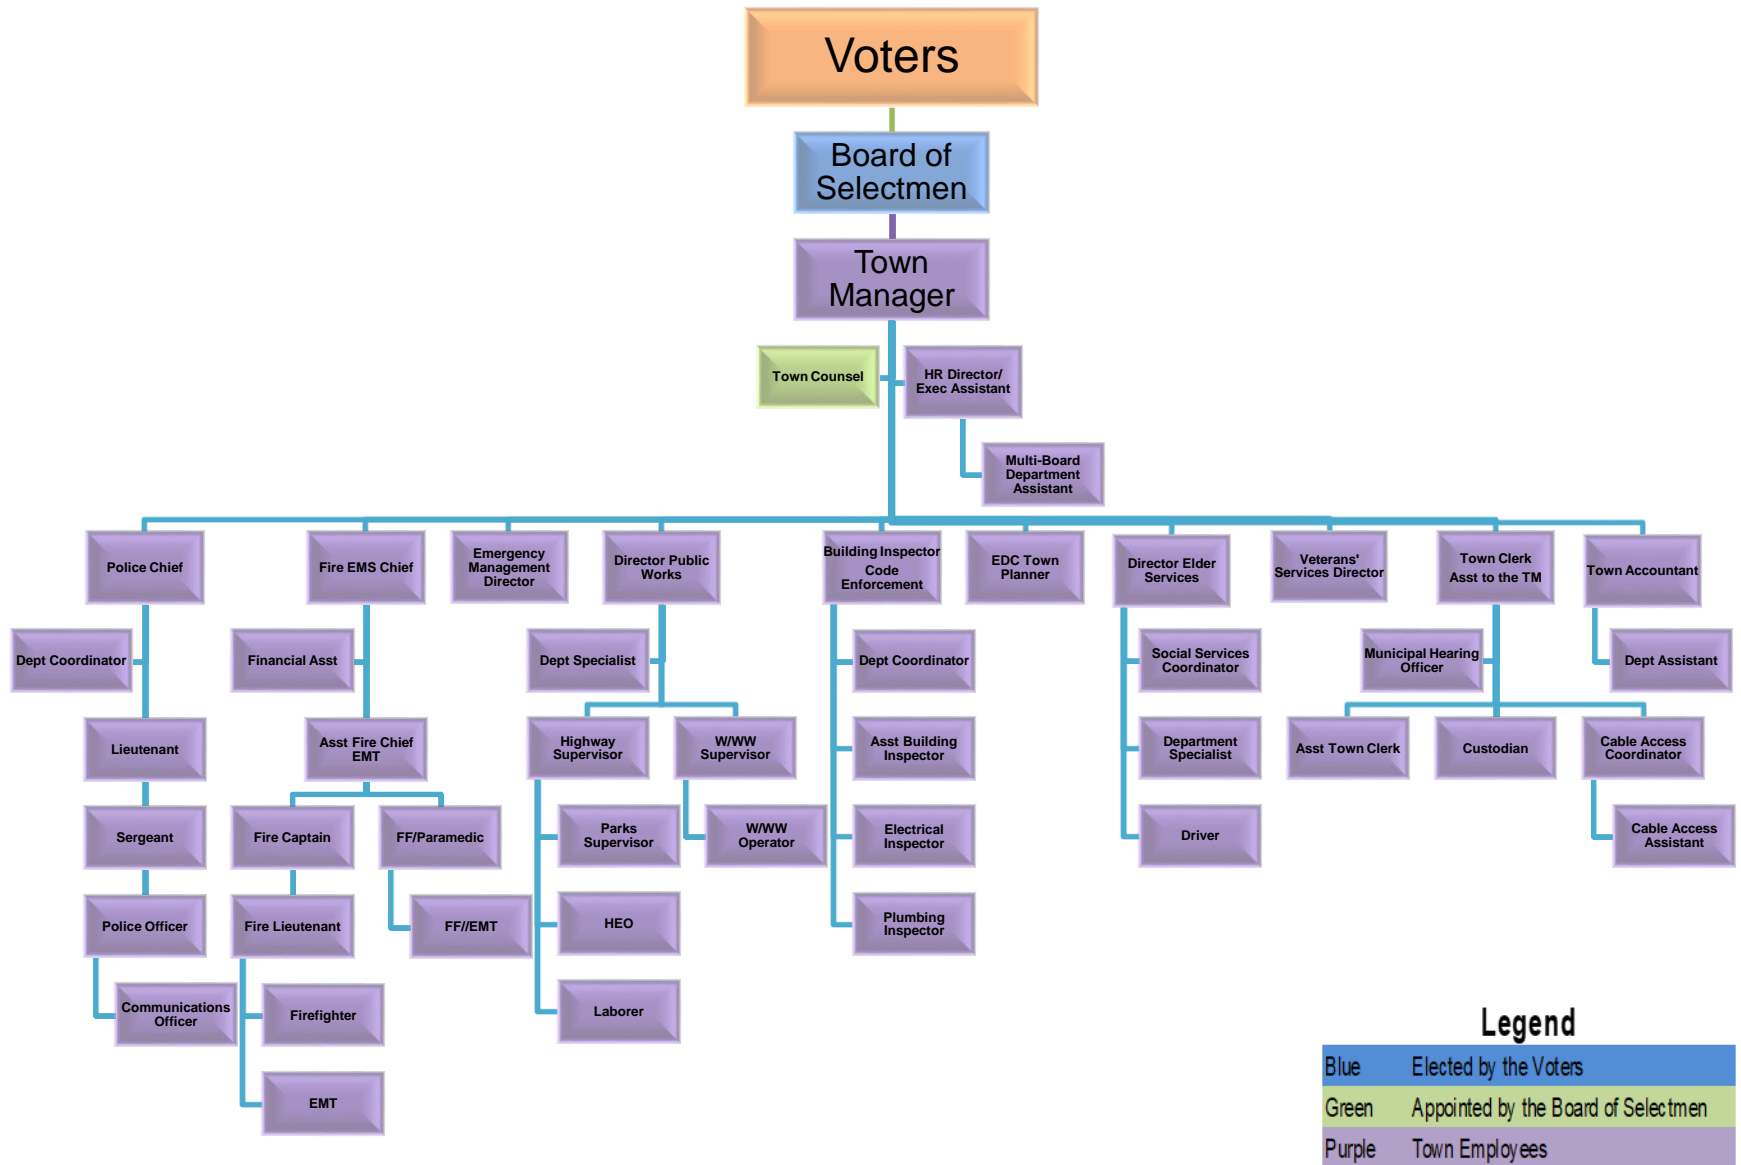 Voters
Board of
Selectmen
Town
Manager
Town Counsel
HR Director/
Exec Assistant
Multi-Board
Department
Assistant
Police Chief
Fire EMS Chief
Emergency
Management
Director
Director Public
Works
Building Inspector
Code
Enforcement
EDC Town
Planner
Director Elder
Services
Veterans'
Services Director
Town Clerk
Asst to the TM
Town Accountant
Dept Coordinator
Financial Asst
Dept Specialist
Dept Coordinator
Social Services
Coordinator
Municipal Hearing
Officer
Dept Assistant
Lieutenant
Asst Fire Chief
EMT
Highway
Supervisor
W/WW
Supervisor
Asst Building
Inspector
Department
Specialist
Asst Town Clerk
Custodian
Cable Access
Coordinator
Sergeant
Fire Captain
FF/Paramedic
Parks
Supervisor
W/WW
Operator
Electrical
Inspector
Driver
Cable Access
Assistant
Police Officer
Fire Lieutenant
FF//EMT
HEO
Plumbing
Inspector
Communications
Officer
Firefighter
Laborer
EMT
Legend
Blue Elected by the Voters
Green Appointed by the Board of Selectmen
Purple Town Employees